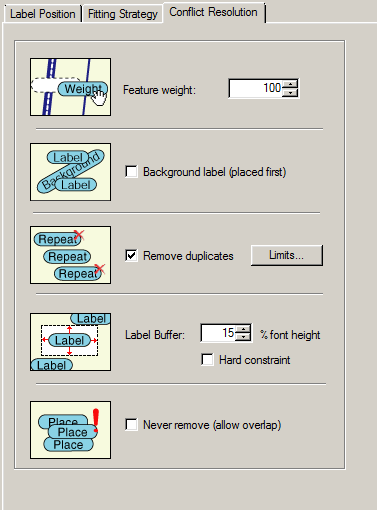 Label Position
Fitting Strategy
Conflict Resolution
Weight
Feature weight:
100
Label
Background
Label
Background label (placed first)
Repeat
Repeat
Repeat
Remove duplicates
Limits...
Label
Label
Label
Label Buffer:
15
% font height
Hard constraint
Place
Place
Place
!
Never remove (allow overlap)